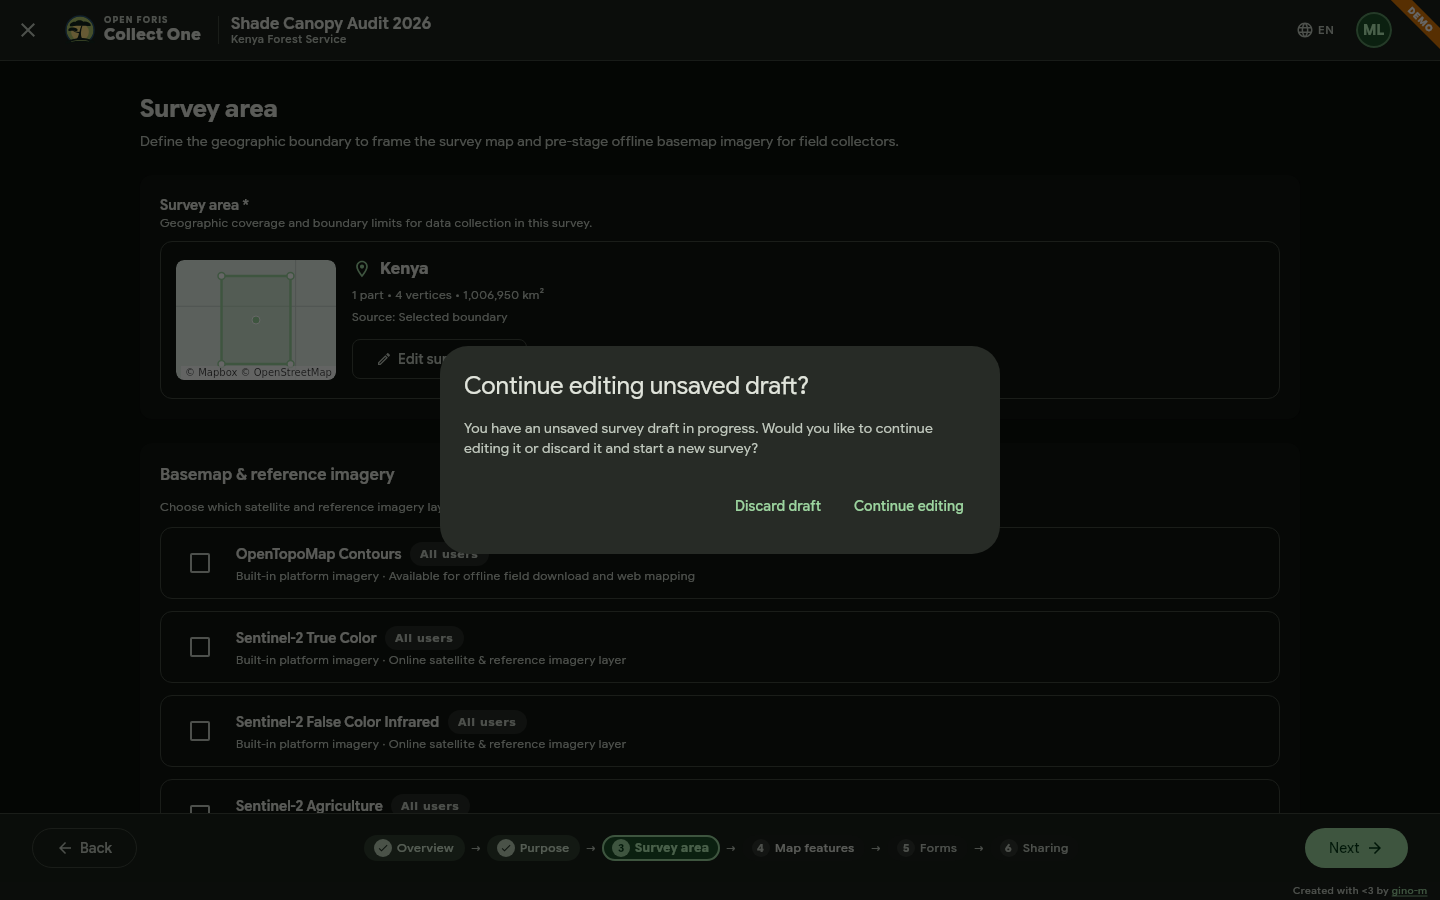 OPEN FORIS
Collect One
Shade Canopy Audit 2026
Kenya Forest Service
EN
ML
DEMO
Survey area
Define the geographic boundary to frame the survey map and pre-stage offline basemap imagery for field collectors.
Survey area *
Geographic coverage and boundary limits for data collection in this survey.
Kenya
1 part • 4 vertices • 1,006,950 km²
Source: Selected boundary
© Mapbox © OpenStreetMap
Edit sur
Continue editing unsaved draft?
You have an unsaved survey draft in progress. Would you like to continue
editing it or discard it and start a new survey?
Discard draft
Continue editing
Basemap & reference imagery
Choose which satellite and reference imagery lay
OpenTopoMap Contours
All users
Built-in platform imagery · Available for offline field download and web mapping
Sentinel-2 True Color
All users
Built-in platform imagery · Online satellite & reference imagery layer
Sentinel-2 False Color Infrared
All users
Built-in platform imagery · Online satellite & reference imagery layer
Sentinel-2 Agriculture
All users
Back
Overview
→
Purpose
→
3 Survey area
→
4 Map features
→
5 Forms
→
6 Sharing
Next
Created with <3 by gino-m